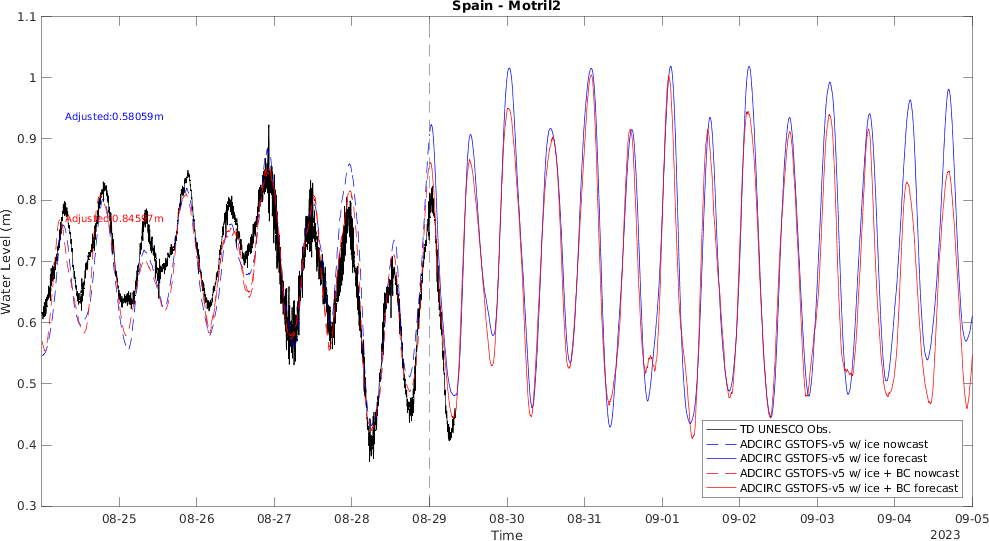 Spain - Motril2
1.1
1
0.9
0.8
0.7
0.6
0.5
0.4
0.3
Water Level (m)
Adjusted:0.58059m
Adjusted:0.84597m
TD UNESCO Obs.
ADCIRC GSTOFS-v5 w/ ice nowcast
ADCIRC GSTOFS-v5 w/ ice forecast
ADCIRC GSTOFS-v5 w/ ice + BC nowcast
ADCIRC GSTOFS-v5 w/ ice + BC forecast
08-25 08-26 08-27 08-28 08-29 08-30 08-31 09-01 09-02 09-03 09-04 09-05
Time
2023